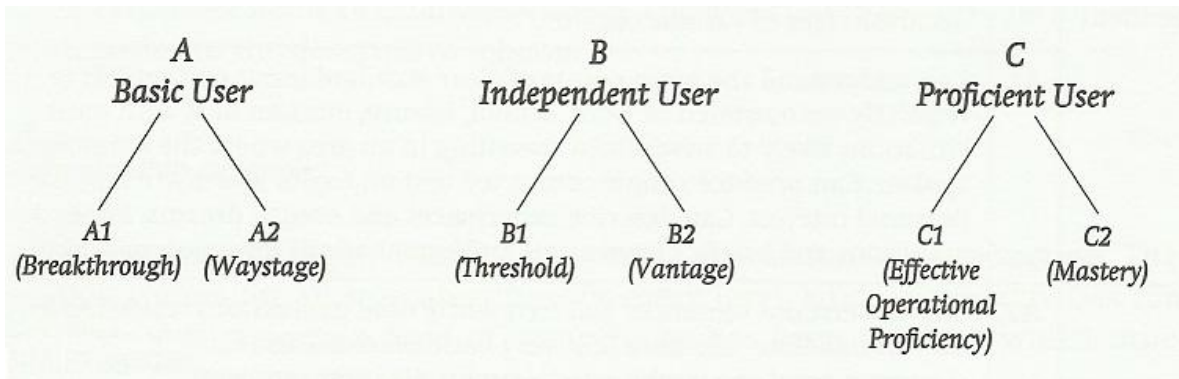 A
Basic User
B
Independent User
C
Proficient User
A1
(Breakthrough)
A2
(Waystage)
B1
(Threshold)
B2
(Vantage)
C1
(Effective
Operational
Proficiency)
C2
(Mastery)